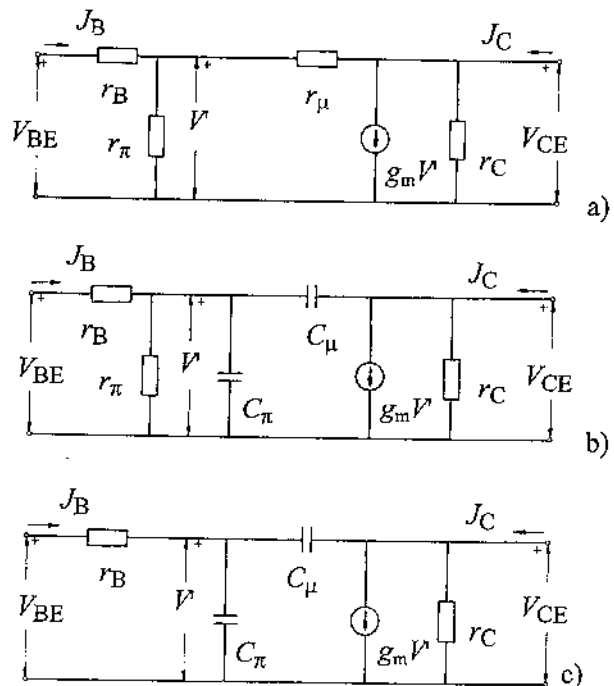 J_B
J_C
r_B
r_μ
V_BE
r_π
V'
g_mV'
r_C
V_CE
a)
J_B
J_C
r_B
C_μ
V_BE
r_π
V'
C_π
g_mV'
r_C
V_CE
b)
J_B
J_C
r_B
C_μ
V_BE
V'
C_π
g_mV'
r_C
V_CE
c)